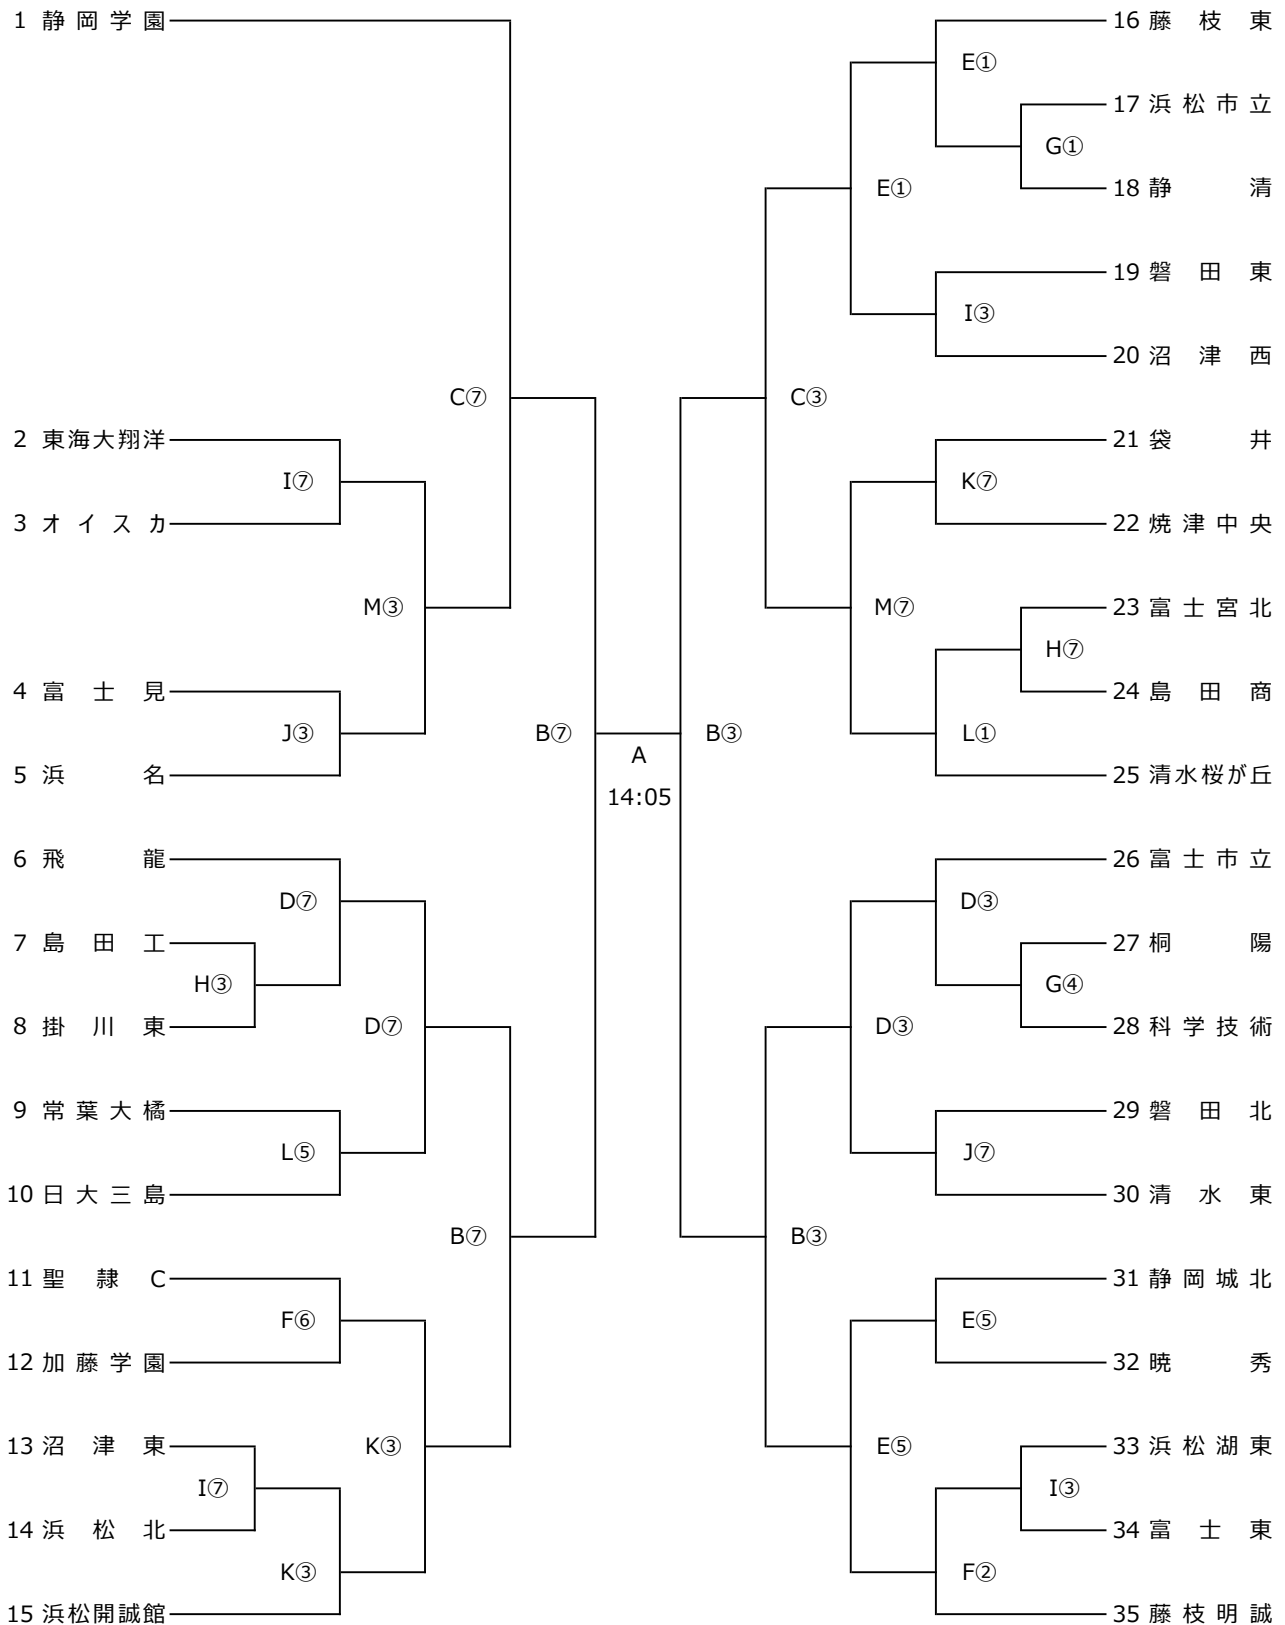 1 静岡学園
C⑦
2 東海大翔洋
I⑦
3 オイスカ
M③
4 富士見
J③
5 浜名
B⑦
6 飛龍
D⑦
7 島田工
H③
8 掛川東
D⑦
9 常葉大橘
L⑤
10 日大三島
B⑦
11 聖隷C
F⑥
12 加藤学園
K③
13 沼津東
I⑦
14 浜松北
K③
15 浜松開誠館
A
14:05
16 藤枝東
E①
17 浜松市立
G①
18 静清
E①
19 磐田東
I③
20 沼津西
C③
21 袋井
K⑦
22 焼津中央
M⑦
23 富士宮北
H⑦
24 島田商
L①
25 清水桜が丘
B③
26 富士市立
D③
27 桐陽
G④
28 科学技術
D③
29 磐田北
J⑦
30 清水東
B③
31 静岡城北
E⑤
32 暁秀
E⑤
33 浜松湖東
I③
34 富士東
F②
35 藤枝明誠